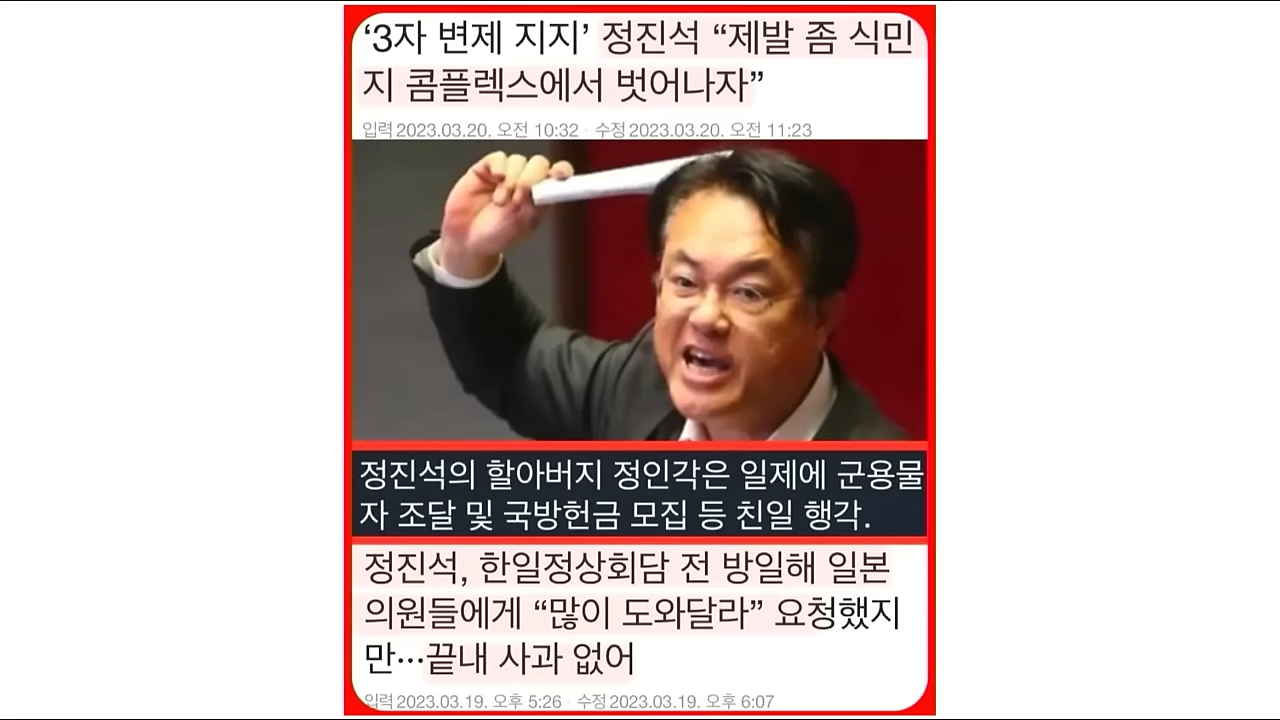 ‘3자 변제 지지’ 정진석 “제발 좀 식민
지 콤플렉스에서 벗어나자”
입력 2023.03.20. 오전 10:32 · 수정 2023.03.20. 오전 11:23
정진석의 할아버지 정인각은 일제에 군용물
자 조달 및 국방헌금 모집 등 친일 행각.
정진석, 한일정상회담 전 방일해 일본
의원들에게 “많이 도와달라” 요청했지
만…끝내 사과 없어
입력 2023.03.19. 오후 5:26 · 수정 2023.03.19. 오후 6:07